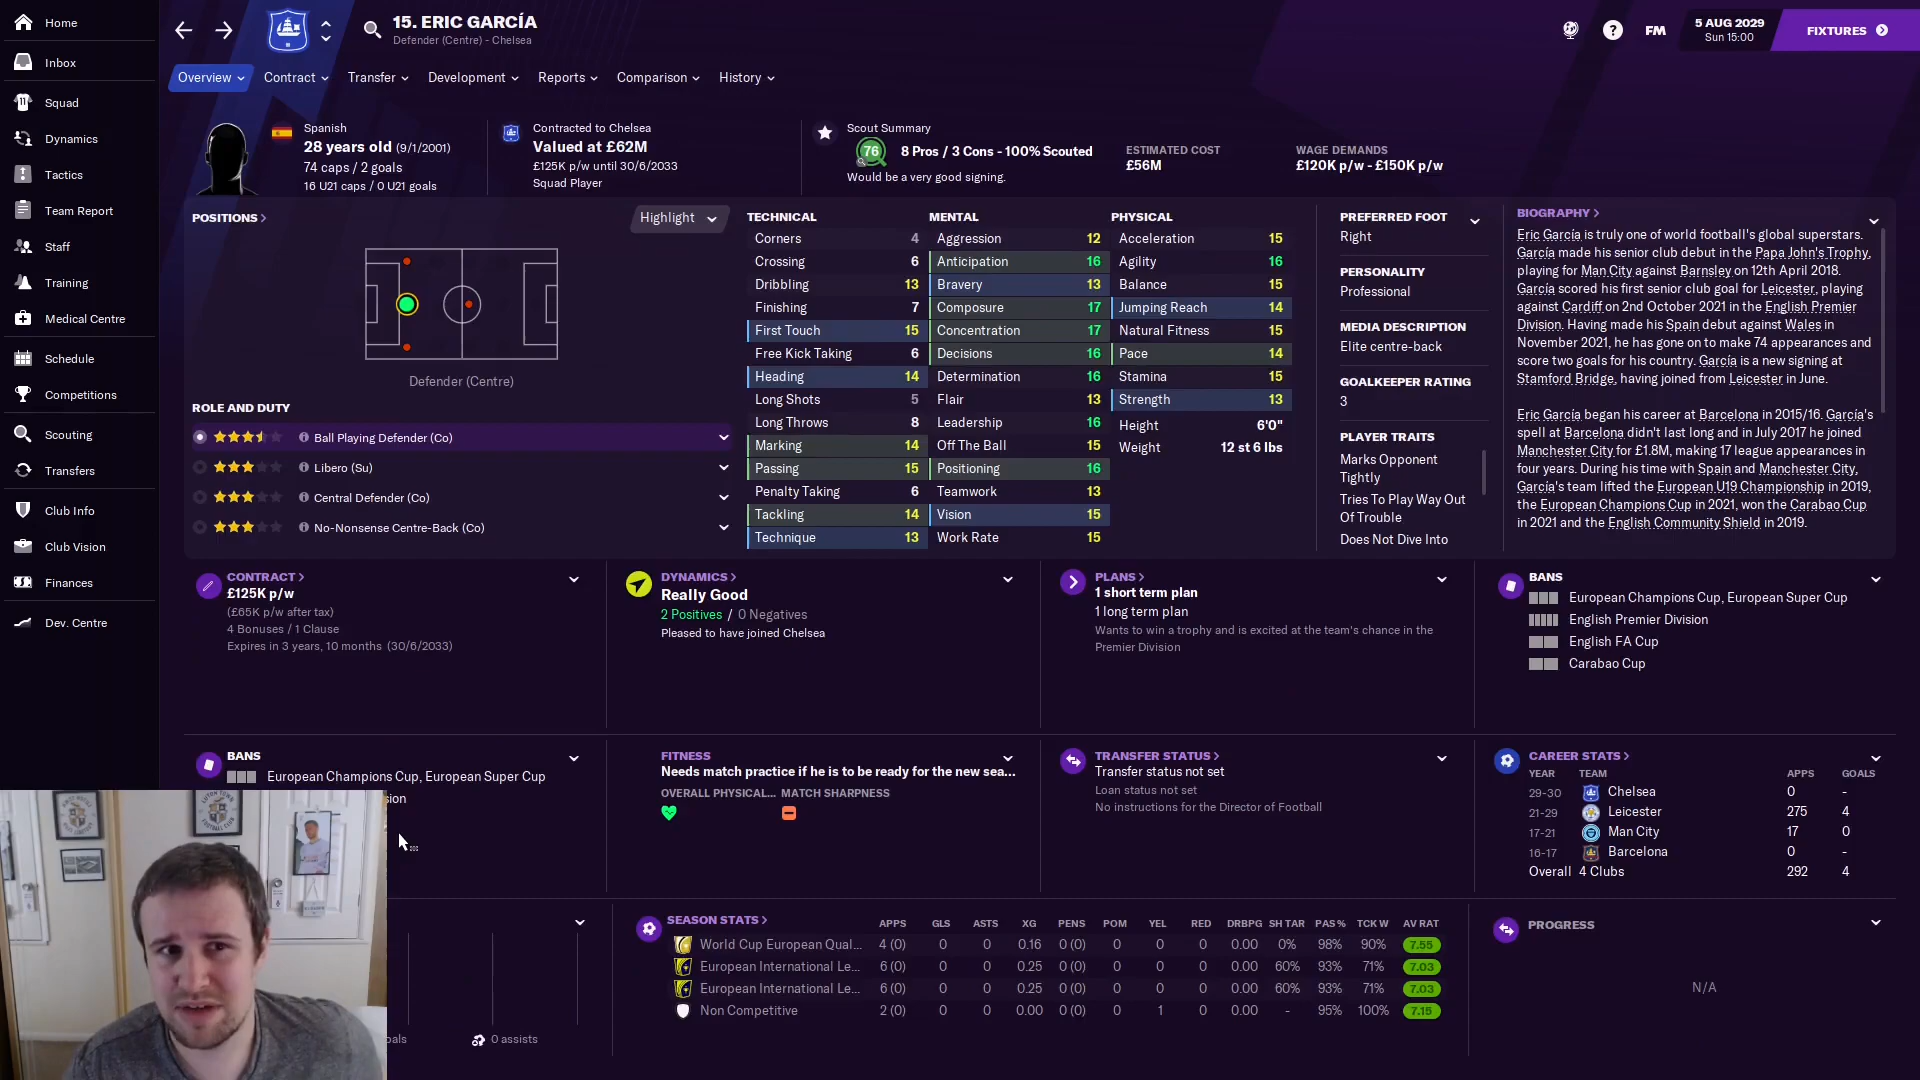 Home
Inbox
Squad
Dynamics
Tactics
Team Report
Staff
Training
Medical Centre
Schedule
Competitions
Scouting
Transfers
Club Info
Club Vision
Finances
Dev. Centre
15. ERIC GARCÍA
Defender (Centre) - Chelsea
FM
5 AUG 2029
Sun 15:00
FIXTURES
Overview Contract Transfer Development Reports Comparison History
Spanish
28 years old (9/1/2001)
74 caps / 2 goals
16 U21 caps / 0 U21 goals
Contracted to Chelsea
Valued at £62M
£125K p/w until 30/6/2033
Squad Player
Scout Summary
76 8 Pros / 3 Cons - 100% Scouted
Would be a very good signing.
ESTIMATED COST
£56M
WAGE DEMANDS
£120K p/w - £150K p/w
POSITIONS
Highlight
Defender (Centre)
ROLE AND DUTY
Ball Playing Defender (Co)
Libero (Su)
Central Defender (Co)
No-Nonsense Centre-Back (Co)
TECHNICAL
Corners 4
Crossing 6
Dribbling 13
Finishing 7
First Touch 15
Free Kick Taking 6
Heading 14
Long Shots 5
Long Throws 8
Marking 14
Passing 15
Penalty Taking 6
Tackling 14
Technique 13
MENTAL
Aggression 12
Anticipation 16
Bravery 13
Composure 17
Concentration 17
Decisions 16
Determination 16
Flair 13
Leadership 16
Off The Ball 15
Positioning 16
Teamwork 13
Vision 15
Work Rate 15
PHYSICAL
Acceleration 15
Agility 16
Balance 15
Jumping Reach 14
Natural Fitness 15
Pace 14
Stamina 15
Strength 13
Height 6'0"
Weight 12 st 6 lbs
PREFERRED FOOT
Right
PERSONALITY
Professional
MEDIA DESCRIPTION
Elite centre-back
GOALKEEPER RATING
3
PLAYER TRAITS
Marks Opponent
Tightly
Tries To Play Way Out
Of Trouble
Does Not Dive Into
BIOGRAPHY
Eric García is truly one of world football's global superstars.
García made his senior club debut in the Papa John's Trophy,
playing for Man City against Barnsley on 12th April 2018.
García scored his first senior club goal for Leicester, playing
against Cardiff on 2nd October 2021 in the English Premier
Division. Having made his Spain debut against Wales in
November 2021, he has gone on to make 74 appearances and
score two goals for his country. García is a new signing at
Stamford Bridge, having joined from Leicester in June.
Eric García began his career at Barcelona in 2015/16. García's
spell at Barcelona didn't last long and in July 2017 he joined
Manchester City for £1.8M, making 17 league appearances in
four years. During his time with Spain and Manchester City,
García's team lifted the European U19 Championship in 2019,
the European Champions Cup in 2021, won the Carabao Cup
in 2021 and the English Community Shield in 2019.
CONTRACT
£125K p/w
(£65K p/w after tax)
4 Bonuses / 1 Clause
Expires in 3 years, 10 months (30/6/2033)
DYNAMICS
Really Good
2 Positives / 0 Negatives
Pleased to have joined Chelsea
PLANS
1 short term plan
1 long term plan
Wants to win a trophy and is excited at the team's chance in the
Premier Division
BANS
European Champions Cup, European Super Cup
English Premier Division
English FA Cup
Carabao Cup
BANS
European Champions Cup, European Super Cup
sion
FITNESS
Needs match practice if he is to be ready for the new sea...
OVERALL PHYSICAL... MATCH SHARPNESS
TRANSFER STATUS
Transfer status not set
Loan status not set
No instructions for the Director of Football
CAREER STATS
YEAR TEAM APPS GOALS
29-30 Chelsea 0 -
21-29 Leicester 275 4
17-21 Man City 17 0
16-17 Barcelona 0 -
Overall 4 Clubs 292 4
oals
0 assists
SEASON STATS APPS GLS ASTS XG PENS POM YEL RED DRBPG SH TAR PAS % TCK W AV RAT
World Cup European Qual... 4 (0) 0 0 0.16 0 (0) 0 0 0 0.00 0% 98% 90% 7.55
European International Le... 6 (0) 0 0 0.25 0 (0) 0 0 0 0.00 60% 93% 71% 7.03
European International Le... 6 (0) 0 0 0.25 0 (0) 0 0 0 0.00 60% 93% 71% 7.03
Non Competitive 2 (0) 0 0 0.00 0 (0) 0 1 0 0.00 - 95% 100% 7.15
PROGRESS
N/A